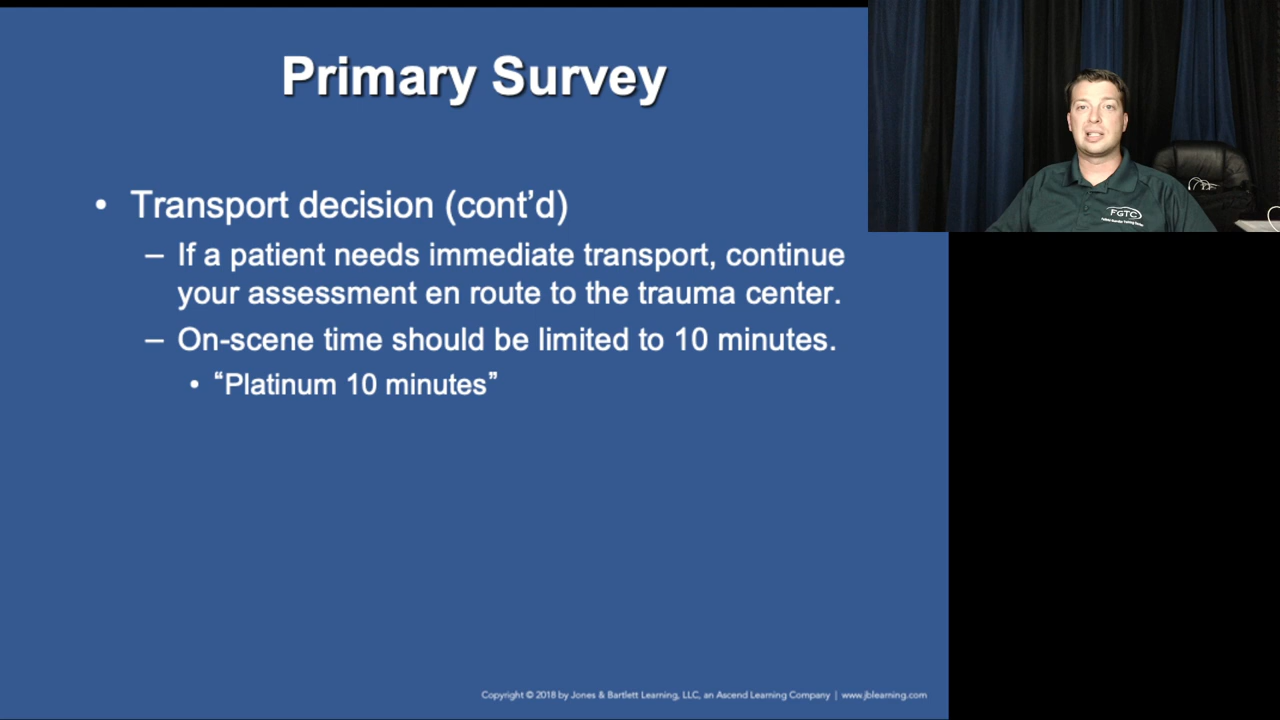 Primary Survey
• Transport decision (cont’d)
– If a patient needs immediate transport, continue
your assessment en route to the trauma center.
– On-scene time should be limited to 10 minutes.
• “Platinum 10 minutes”
FGTC
Copyright © 2018 by Jones & Bartlett Learning, LLC, an Ascend Learning Company | www.jblearning.com